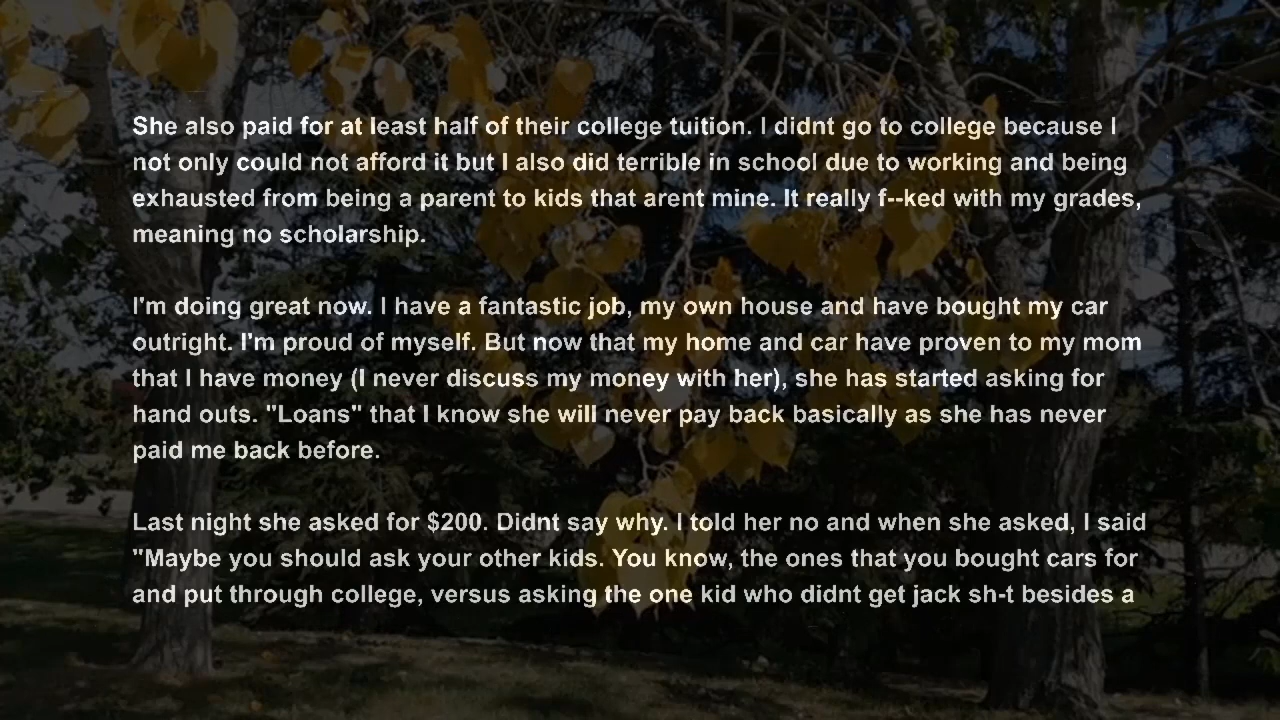 She also paid for at least half of their college tuition. I didnt go to college because I
not only could not afford it but I also did terrible in school due to working and being
exhausted from being a parent to kids that arent mine. It really f--ked with my grades,
meaning no scholarship.
I'm doing great now. I have a fantastic job, my own house and have bought my car
outright. I'm proud of myself. But now that my home and car have proven to my mom
that I have money (I never discuss my money with her), she has started asking for
hand outs. "Loans" that I know she will never pay back basically as she has never
paid me back before.
Last night she asked for $200. Didnt say why. I told her no and when she asked, I said
"Maybe you should ask your other kids. You know, the ones that you bought cars for
and put through college, versus asking the one kid who didnt get jack sh-t besides a